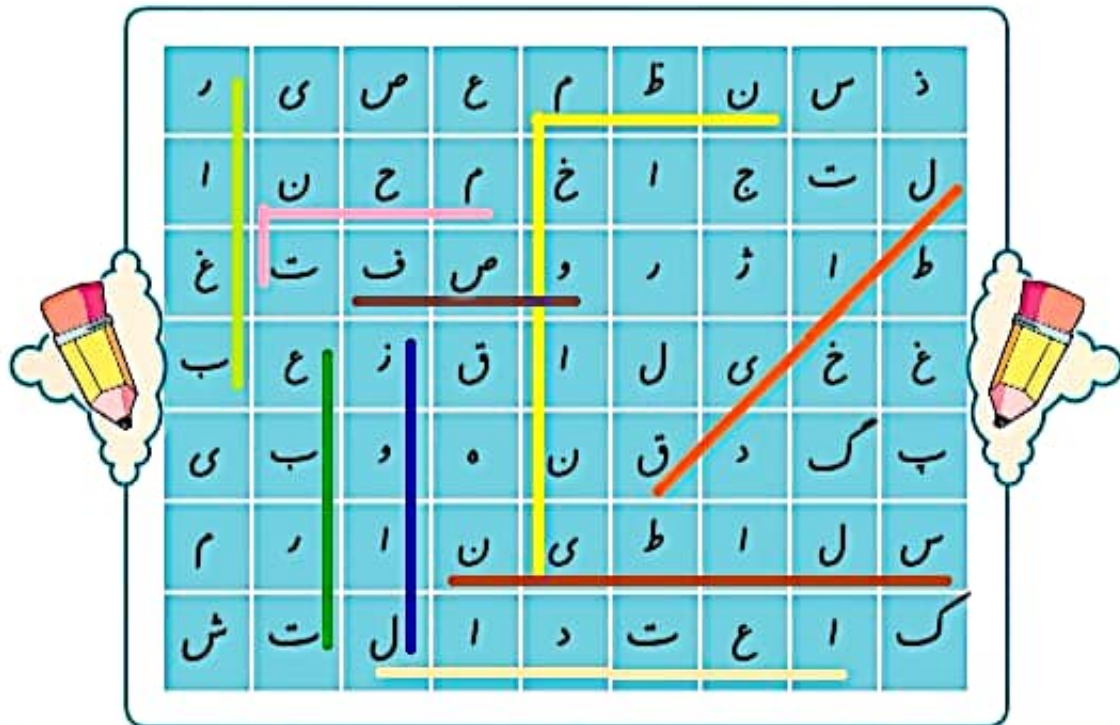 ذ س ن ظ م ع ص ی ر
ل ت ج ا خ م ح ن ا
ط ا ژ ر و ص ف ت غ
غ خ ی ل ا ق ز ع ب
پ گ د ق ن ه و ب ی
س ل ا ط ی ن ا ر م
ک ا ع ت د ا ل ت ش